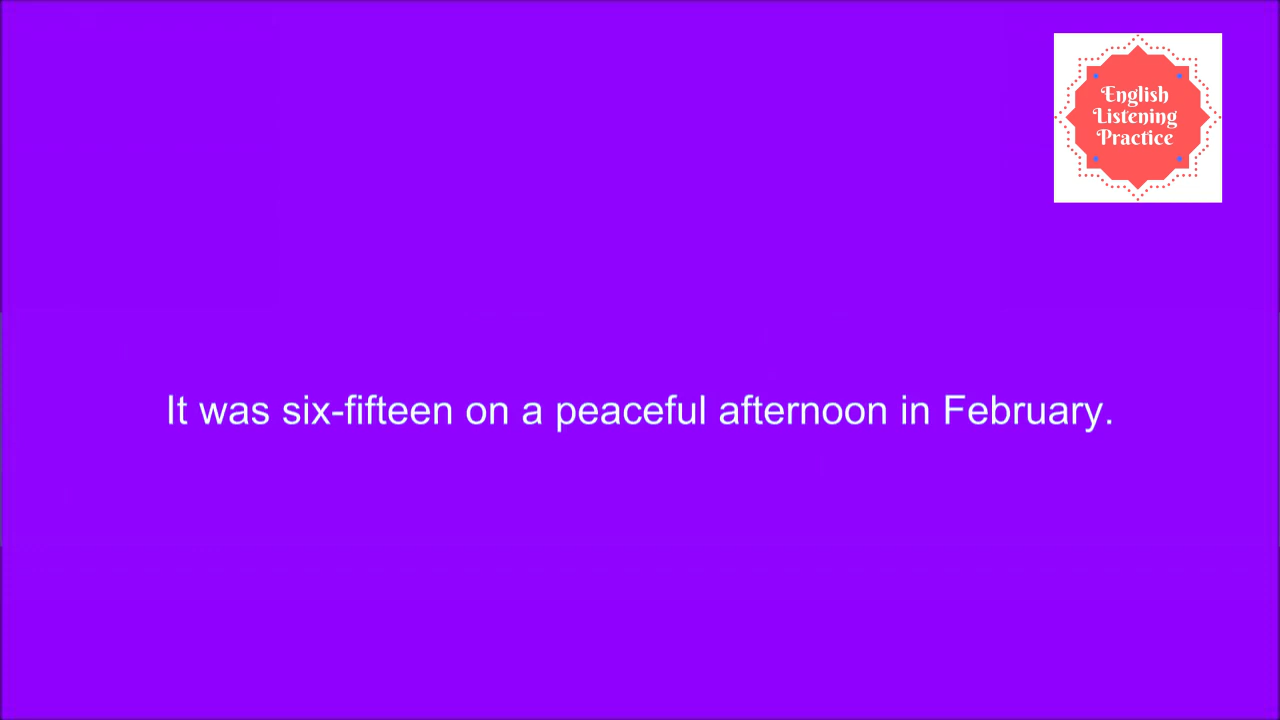 English
Listening
Practice
It was six-fifteen on a peaceful afternoon in February.